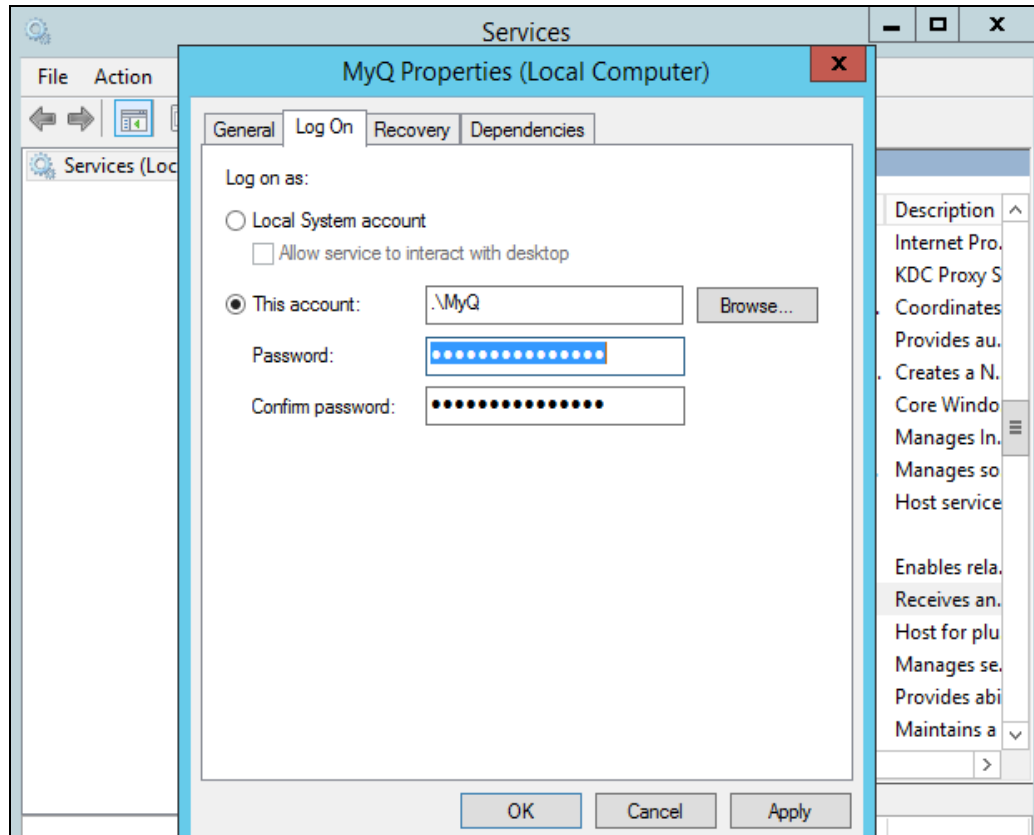 Services
File Action
MyQ Properties (Local Computer)
x
General Log On Recovery Dependencies
Services (Loc
Log on as:
Local System account
Allow service to interact with desktop
This account: .\MyQ Browse...
Password: ●●●●●●●●●●●●●●●
Confirm password: ●●●●●●●●●●●●●●●
OK Cancel Apply
Description
Internet Pro.
KDC Proxy S
Coordinates
Provides au.
Creates a N.
Core Windo
Manages In.
Manages so
Host service
Enables rela.
Receives an.
Host for plu
Manages se.
Provides abi
Maintains a